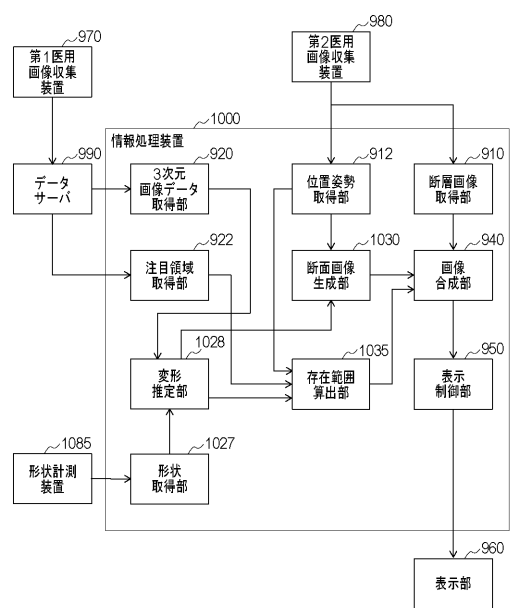 970
第1医用
画像収集
装置
980
第2医用
画像収集
装置
1000
情報処理装置
990
データ
サーバ
920
3次元
画像データ
取得部
912
位置姿勢
取得部
910
断層画像
取得部
922
注目領域
取得部
1030
断面画像
生成部
940
画像
合成部
1028
変形
推定部
1035
存在範囲
算出部
950
表示
制御部
1085
形状計測
装置
1027
形状
取得部
960
表示部